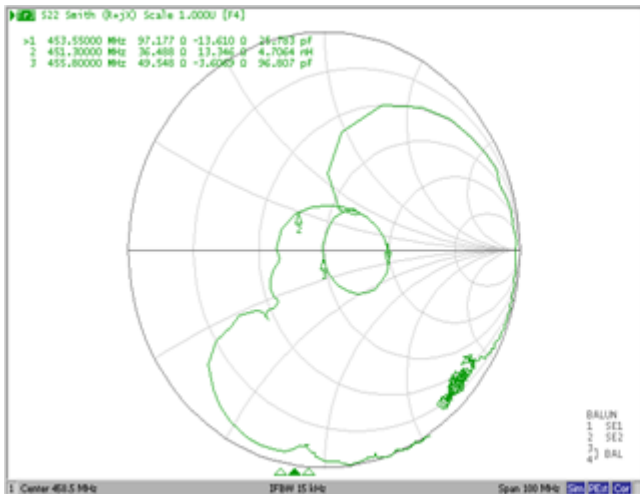 S22 Smith (R+jX) Scale 1.000U [F4]
>1 453.55000 MHz 97.177 Ω -13.610 Ω 25.783 pF
2 451.30000 MHz 36.488 Ω 13.346 Ω 4.7064 nH
3 455.80000 MHz 49.548 Ω -3.6069 Ω 96.807 pF
2
BALUN
1 SE1
2 SE2
3
4 BAL
1 Center 458.5 MHz IFBW 15 kHz Span 100 MHz Sim PExt Cor